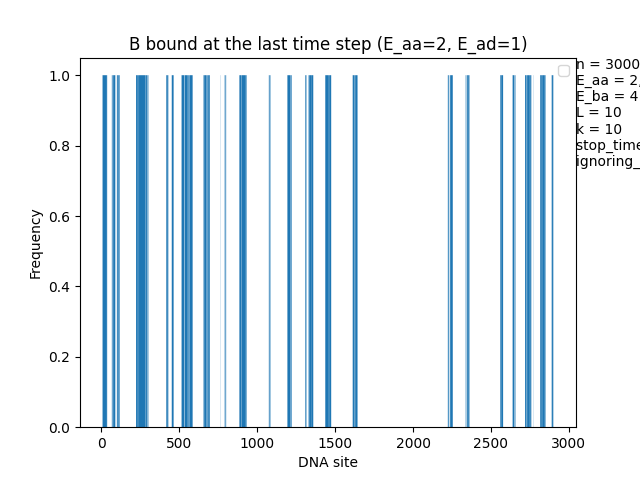 B bound at the last time step (E_aa=2, E_ad=1)
n = 3000
E_aa = 2,
E_ba = 4
L = 10
k = 10
stop_time
ignoring_
1.0
0.8
0.6
0.4
0.2
0.0
Frequency
0 500 1000 1500 2000 2500 3000
DNA site